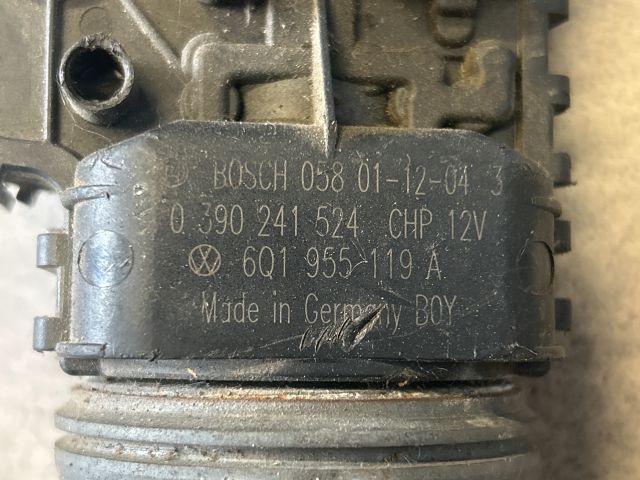 BOSCH 058 01-12-04 3
0 390 241 524 CHP 12V
6Q1 955 119 A
Made in Germany BOY